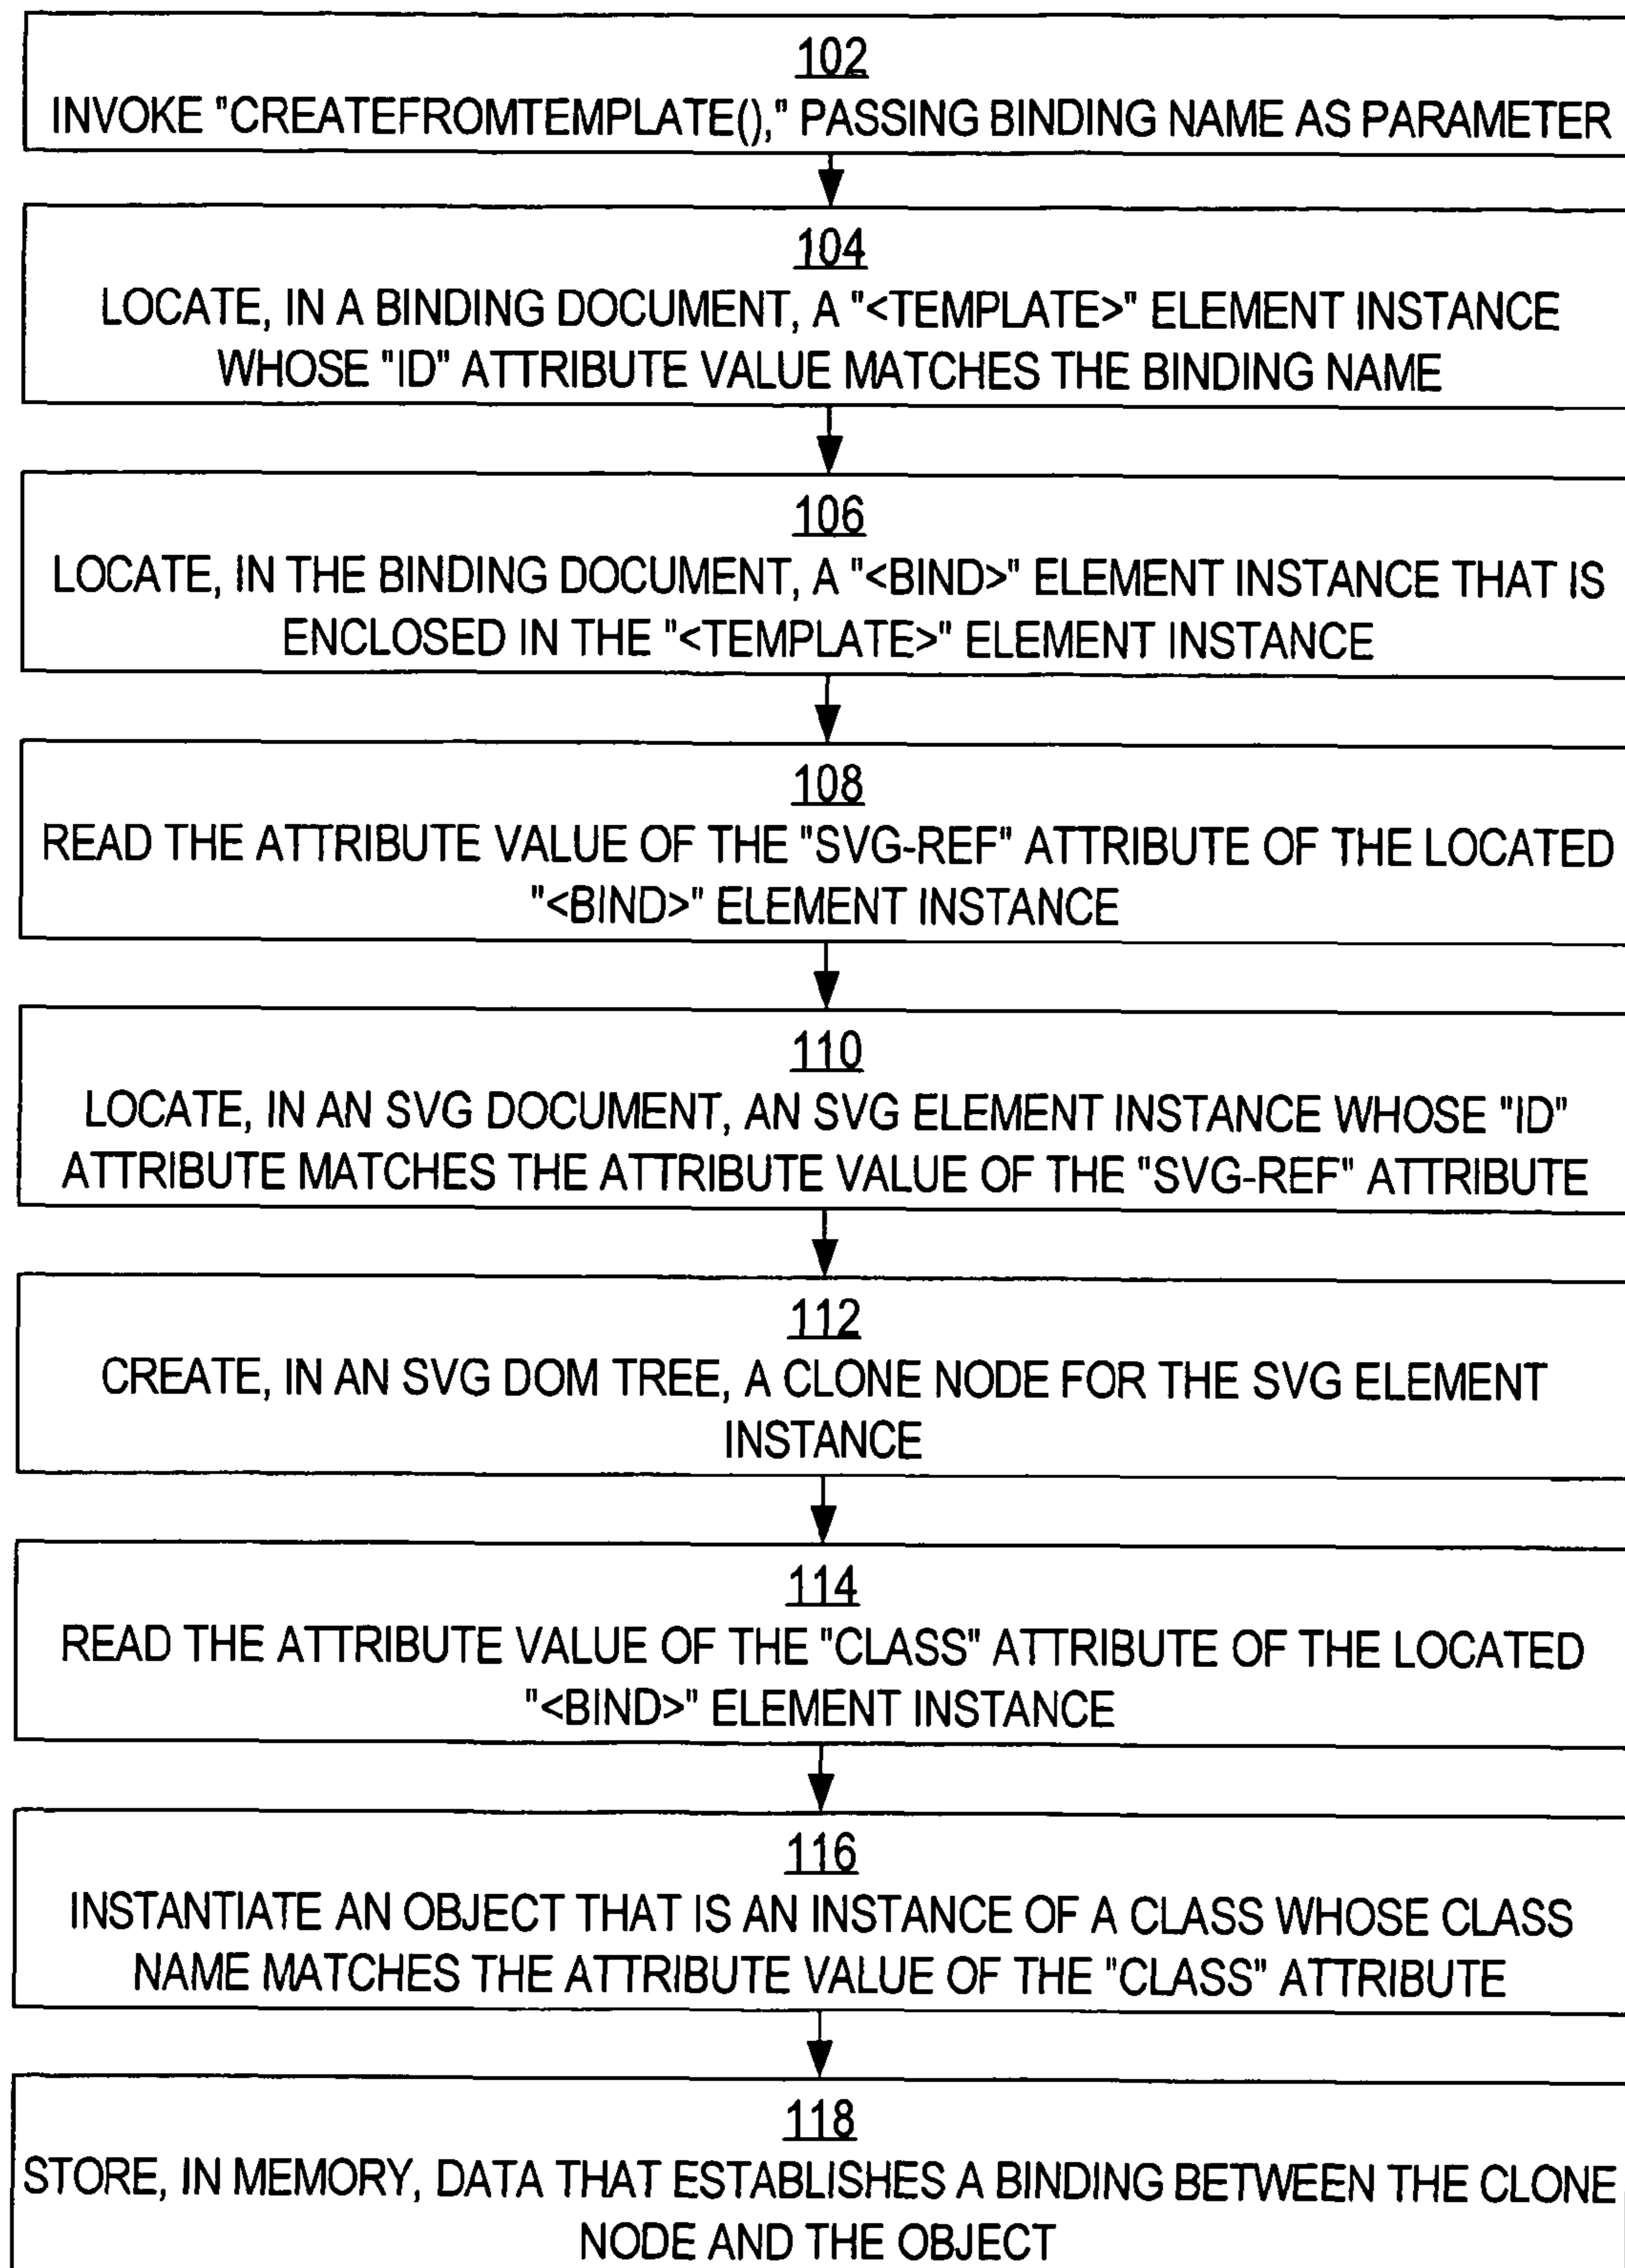 102
INVOKE "CREATEFROMTEMPLATE()," PASSING BINDING NAME AS PARAMETER
104
LOCATE, IN A BINDING DOCUMENT, A "<TEMPLATE>" ELEMENT INSTANCE
WHOSE "ID" ATTRIBUTE VALUE MATCHES THE BINDING NAME
106
LOCATE, IN THE BINDING DOCUMENT, A "<BIND>" ELEMENT INSTANCE THAT IS
ENCLOSED IN THE "<TEMPLATE>" ELEMENT INSTANCE
108
READ THE ATTRIBUTE VALUE OF THE "SVG-REF" ATTRIBUTE OF THE LOCATED
"<BIND>" ELEMENT INSTANCE
110
LOCATE, IN AN SVG DOCUMENT, AN SVG ELEMENT INSTANCE WHOSE "ID"
ATTRIBUTE MATCHES THE ATTRIBUTE VALUE OF THE "SVG-REF" ATTRIBUTE
112
CREATE, IN AN SVG DOM TREE, A CLONE NODE FOR THE SVG ELEMENT
INSTANCE
114
READ THE ATTRIBUTE VALUE OF THE "CLASS" ATTRIBUTE OF THE LOCATED
"<BIND>" ELEMENT INSTANCE
116
INSTANTIATE AN OBJECT THAT IS AN INSTANCE OF A CLASS WHOSE CLASS
NAME MATCHES THE ATTRIBUTE VALUE OF THE "CLASS" ATTRIBUTE
118
STORE, IN MEMORY, DATA THAT ESTABLISHES A BINDING BETWEEN THE CLONE
NODE AND THE OBJECT